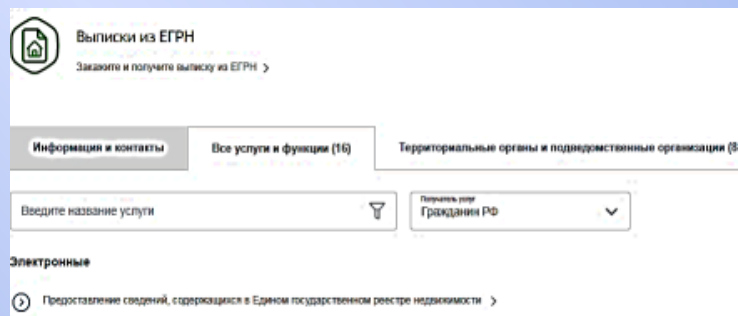 Выписки из ЕГРН
Закажите и получите выписку из ЕГРН >
Информация и контакты
Все услуги и функции (16)
Территориальные органы и подведомственные организации (8
Введите название услуги
Получатель услуг
Гражданин РФ
Электронные
Предоставление сведений, содержащихся в Едином государственном реестре недвижимости >